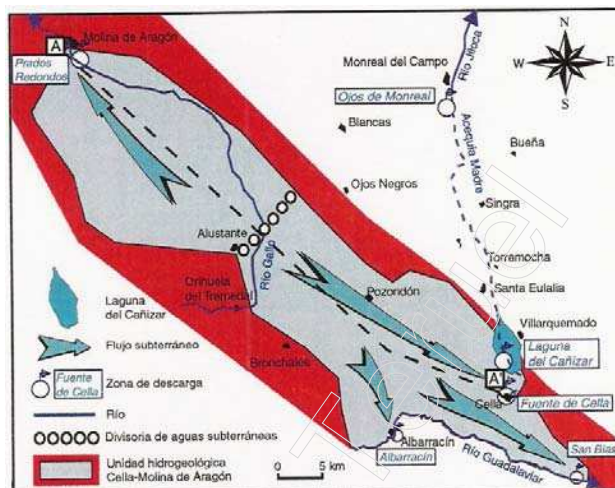 A
Molina de Aragón
Prados
Redondos
Monreal del Campo
Río Jiloca
Ojos de Monreal
N
W
E
S
Blancas
Acequia Madre
Bueña
Ojos Negros
Singra
Alustante
Río Gallo
Torremocha
Orihuela
del Tremedal
Pozondón
Santa Eulalia
Villarquemado
Bronchales
Laguna
del Cañizar
A'
Cella
Fuente de Cella
Albarracín
Albarracín
Río Guadalaviar
San Blas
Laguna
del Cañizar
Flujo subterráneo
Fuente
de Cella
Zona de descarga
Río
Divisoria de aguas subterráneas
Unidad hidrogeológica
Cella-Molina de Aragón
0
5 km